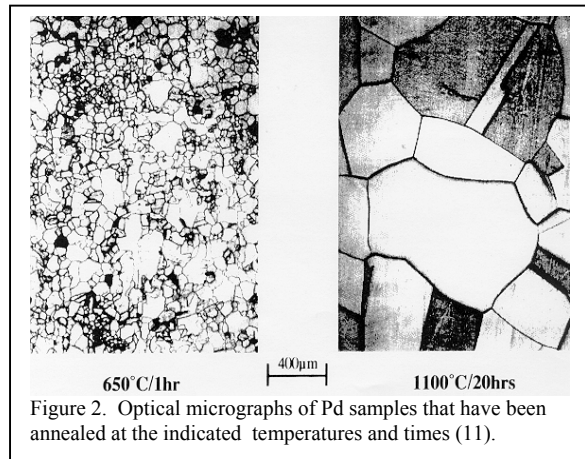 400µm
650°C/1hr
1100°C/20hrs
Figure 2. Optical micrographs of Pd samples that have been
annealed at the indicated temperatures and times (11).